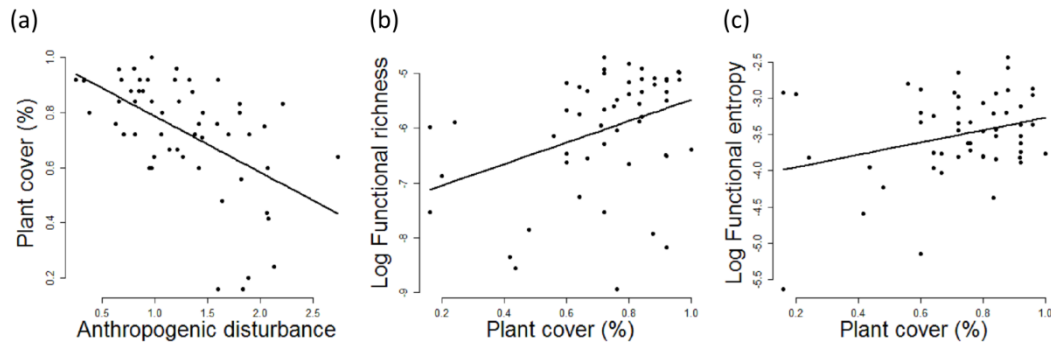 (a)
Plant cover (%)
1.0
0.8
0.6
0.4
0.2
0.5 1.0 1.5 2.0 2.5
Anthropogenic disturbance
(b)
Log Functional richness
-5
-6
-7
-8
-9
0.2 0.4 0.6 0.8 1.0
Plant cover (%)
(c)
Log Functional entropy
-2.5
-3.0
-3.5
-4.0
-4.5
-5.0
-5.5
0.2 0.4 0.6 0.8 1.0
Plant cover (%)